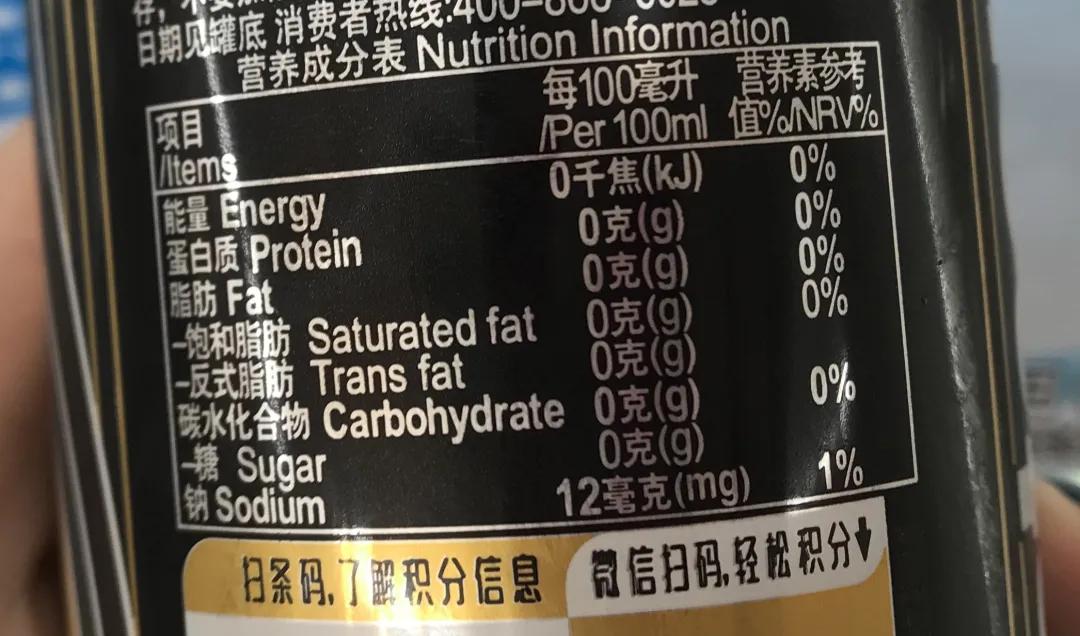 日期见罐底 消费者热线:400-800-
营养成分表 Nutrition Information
项目 /Items 每100毫升 /Per 100ml 营养素参考值%/NRV%
能量 Energy 0千焦(kJ) 0%
蛋白质 Protein 0克(g) 0%
脂肪 Fat 0克(g) 0%
–饱和脂肪 Saturated fat 0克(g) 0%
–反式脂肪 Trans fat 0克(g)
碳水化合物 Carbohydrate 0克(g) 0%
–糖 Sugar 0克(g)
钠 Sodium 12毫克(mg) 1%
扫条码,了解积分信息
微信扫码,轻松积分↓